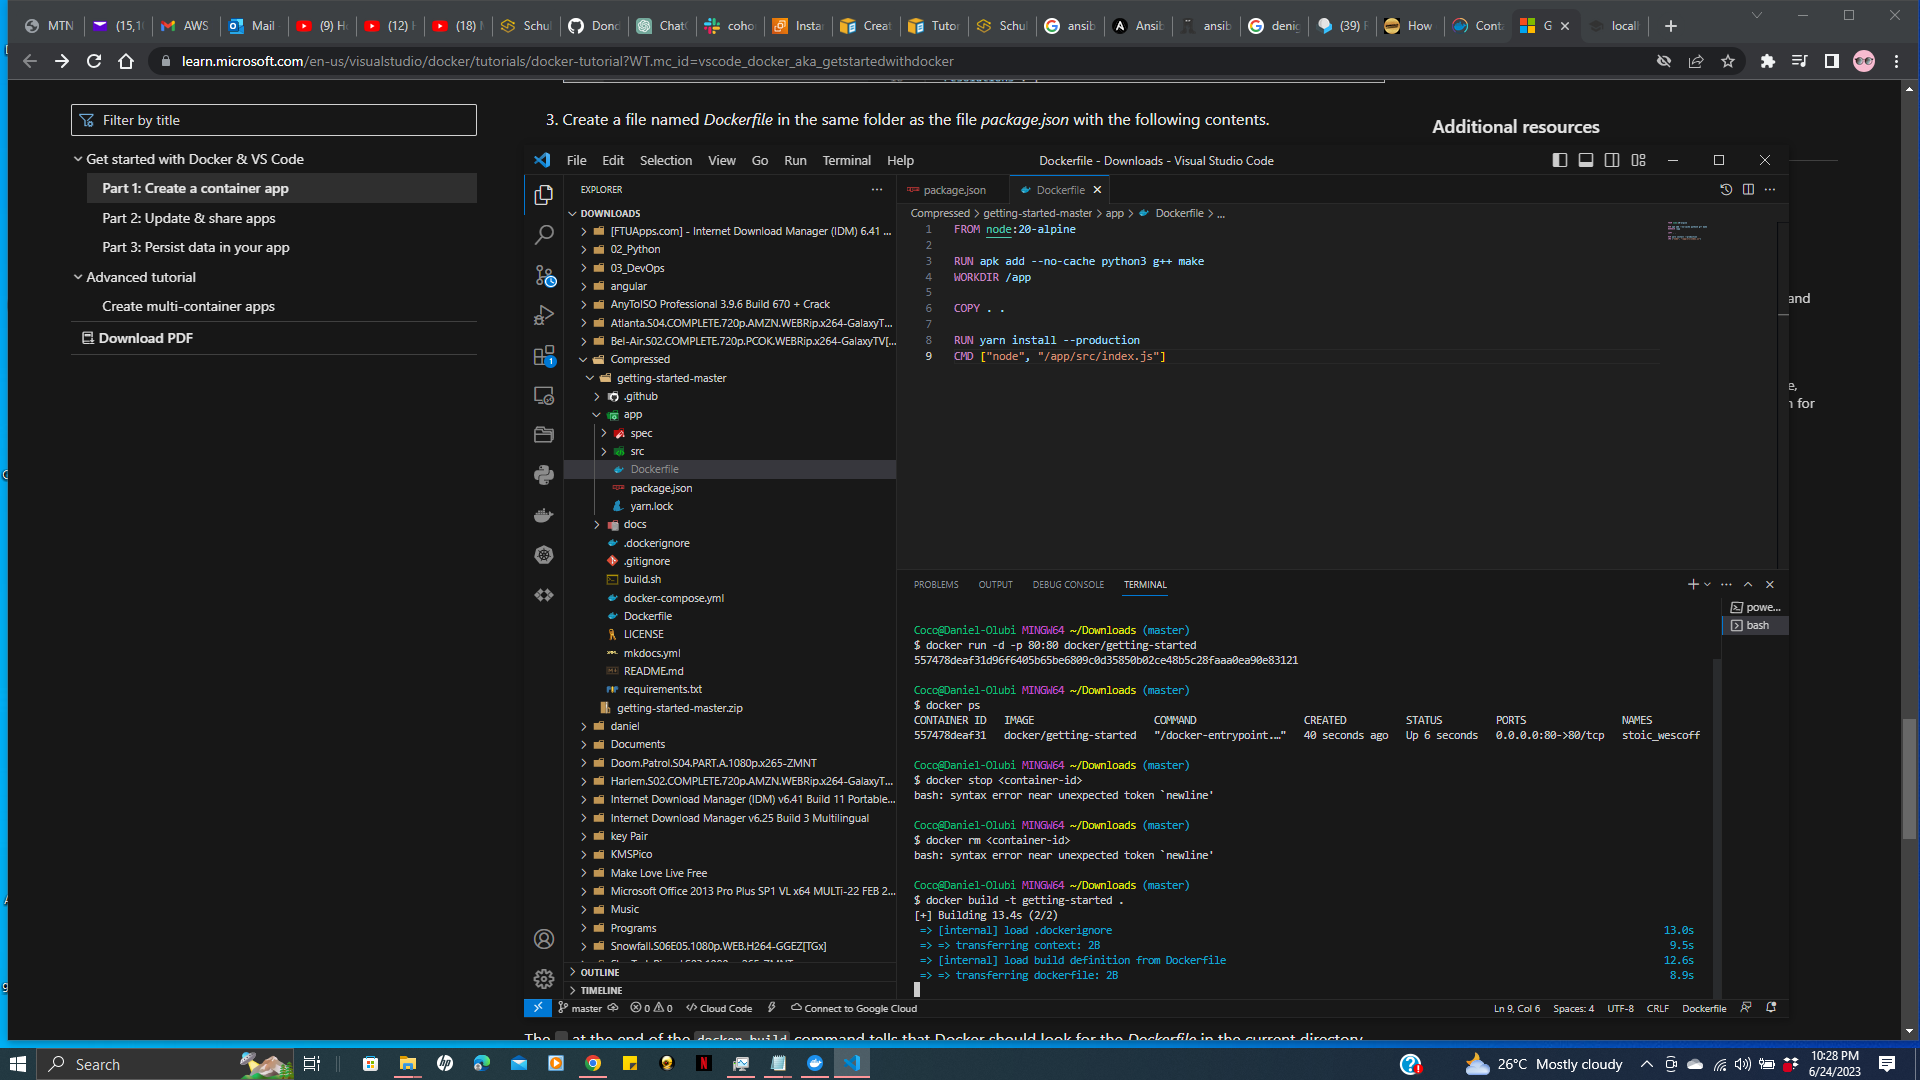 MTN
(15,1
AWS
Mail
(9) H
(12)
(18)
Schul
Dond
ChatG
coho
Instan
Creat
Tutor
Schul
ansib
Ansib
ansib
denig
(39)
How
Conta
G
local
learn.microsoft.com/en-us/visualstudio/docker/tutorials/docker-tutorial?WT.mc_id=vscode_docker_aka_getstartedwithdocker
Filter by title
Get started with Docker & VS Code
Part 1: Create a container app
Part 2: Update & share apps
Part 3: Persist data in your app
Advanced tutorial
Create multi-container apps
Download PDF
3. Create a file named Dockerfile in the same folder as the file package.json with the following contents.
Additional resources
and
e,
n for
File Edit Selection View Go Run Terminal Help
Dockerfile - Downloads - Visual Studio Code
EXPLORER
DOWNLOADS
[FTUApps.com] - Internet Download Manager (IDM) 6.41 ...
02_Python
03_DevOps
angular
AnyToISO Professional 3.9.6 Build 670 + Crack
Atlanta.S04.COMPLETE.720p.AMZN.WEBRip.x264-GalaxyT...
Bel-Air.S02.COMPLETE.720p.PCOK.WEBRip.x264-GalaxyTV[...
Compressed
getting-started-master
.github
app
spec
src
Dockerfile
package.json
yarn.lock
docs
.dockerignore
.gitignore
build.sh
docker-compose.yml
Dockerfile
LICENSE
mkdocs.yml
README.md
requirements.txt
getting-started-master.zip
daniel
Documents
Doom.Patrol.S04.PART.A.1080p.x265-ZMNT
Harlem.S02.COMPLETE.720p.AMZN.WEBRip.x264-GalaxyT...
Internet Download Manager (IDM) v6.41 Build 11 Portable...
Internet Download Manager v6.25 Build 3 Multilingual
key Pair
KMSPico
Make Love Live Free
Microsoft Office 2013 Pro Plus SP1 VL x64 MULTi-22 FEB 2...
Music
Programs
Snowfall.S06E05.1080p.WEB.H264-GGEZ[TGx]
OUTLINE
TIMELINE
package.json
Dockerfile
Compressed > getting-started-master > app > Dockerfile > ...
1 FROM node:20-alpine
2
3 RUN apk add --no-cache python3 g++ make
4 WORKDIR /app
5
6 COPY . .
7
8 RUN yarn install --production
9 CMD ["node", "/app/src/index.js"]
PROBLEMS OUTPUT DEBUG CONSOLE TERMINAL
powe...
bash
Coco@Daniel-Olubi MINGW64 ~/Downloads (master)
$ docker run -d -p 80:80 docker/getting-started
557478deaf31d96f6405b65be6809c0d35850b02ce48b5c28faaa0ea90e83121
Coco@Daniel-Olubi MINGW64 ~/Downloads (master)
$ docker ps
CONTAINER ID IMAGE COMMAND CREATED STATUS PORTS NAMES
557478deaf31 docker/getting-started "/docker-entrypoint.…" 40 seconds ago Up 6 seconds 0.0.0.0:80->80/tcp stoic_wescoff
Coco@Daniel-Olubi MINGW64 ~/Downloads (master)
$ docker stop <container-id>
bash: syntax error near unexpected token `newline'
Coco@Daniel-Olubi MINGW64 ~/Downloads (master)
$ docker rm <container-id>
bash: syntax error near unexpected token `newline'
Coco@Daniel-Olubi MINGW64 ~/Downloads (master)
$ docker build -t getting-started .
[+] Building 13.4s (2/2)
=> [internal] load .dockerignore 13.0s
=> => transferring context: 2B 9.5s
=> [internal] load build definition from Dockerfile 12.6s
=> => transferring dockerfile: 2B 8.9s
master 0 0 Cloud Code Connect to Google Cloud Ln 9, Col 6 Spaces: 4 UTF-8 CRLF Dockerfile
The . at the end of the docker build command tells that Docker should look for the Dockerfile in the current directory.
Search
26°C Mostly cloudy
10:28 PM
6/24/2023